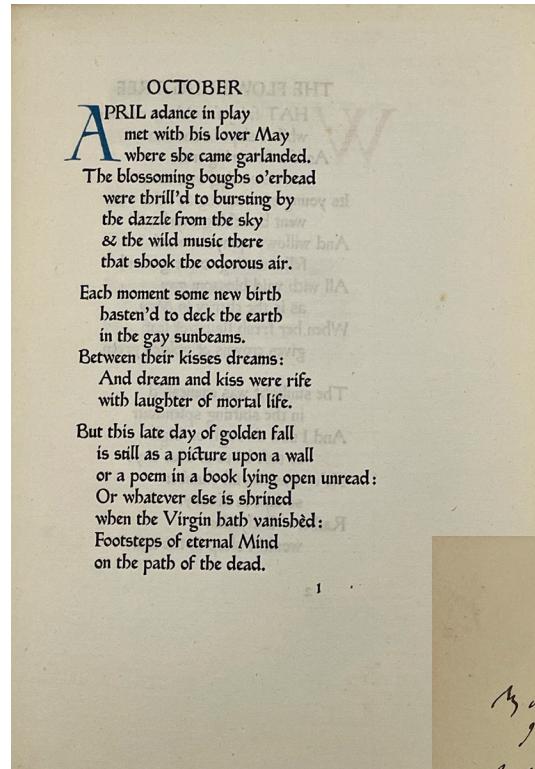 OCTOBER
APRIL adance in play
met with his lover May
where she came garlanded.
The blossoming boughs o'erhead
were thrill'd to bursting by
the dazzle from the sky
& the wild music there
that shook the odorous air.
Each moment some new birth
hasten'd to deck the earth
in the gay sunbeams.
Between their kisses dreams:
And dream and kiss were rife
with laughter of mortal life.
But this late day of golden fall
is still as a picture upon a wall
or a poem in a book lying open unread:
Or whatever else is shrined
when the Virgin hath vanishèd:
Footsteps of eternal Mind
on the path of the dead.
1